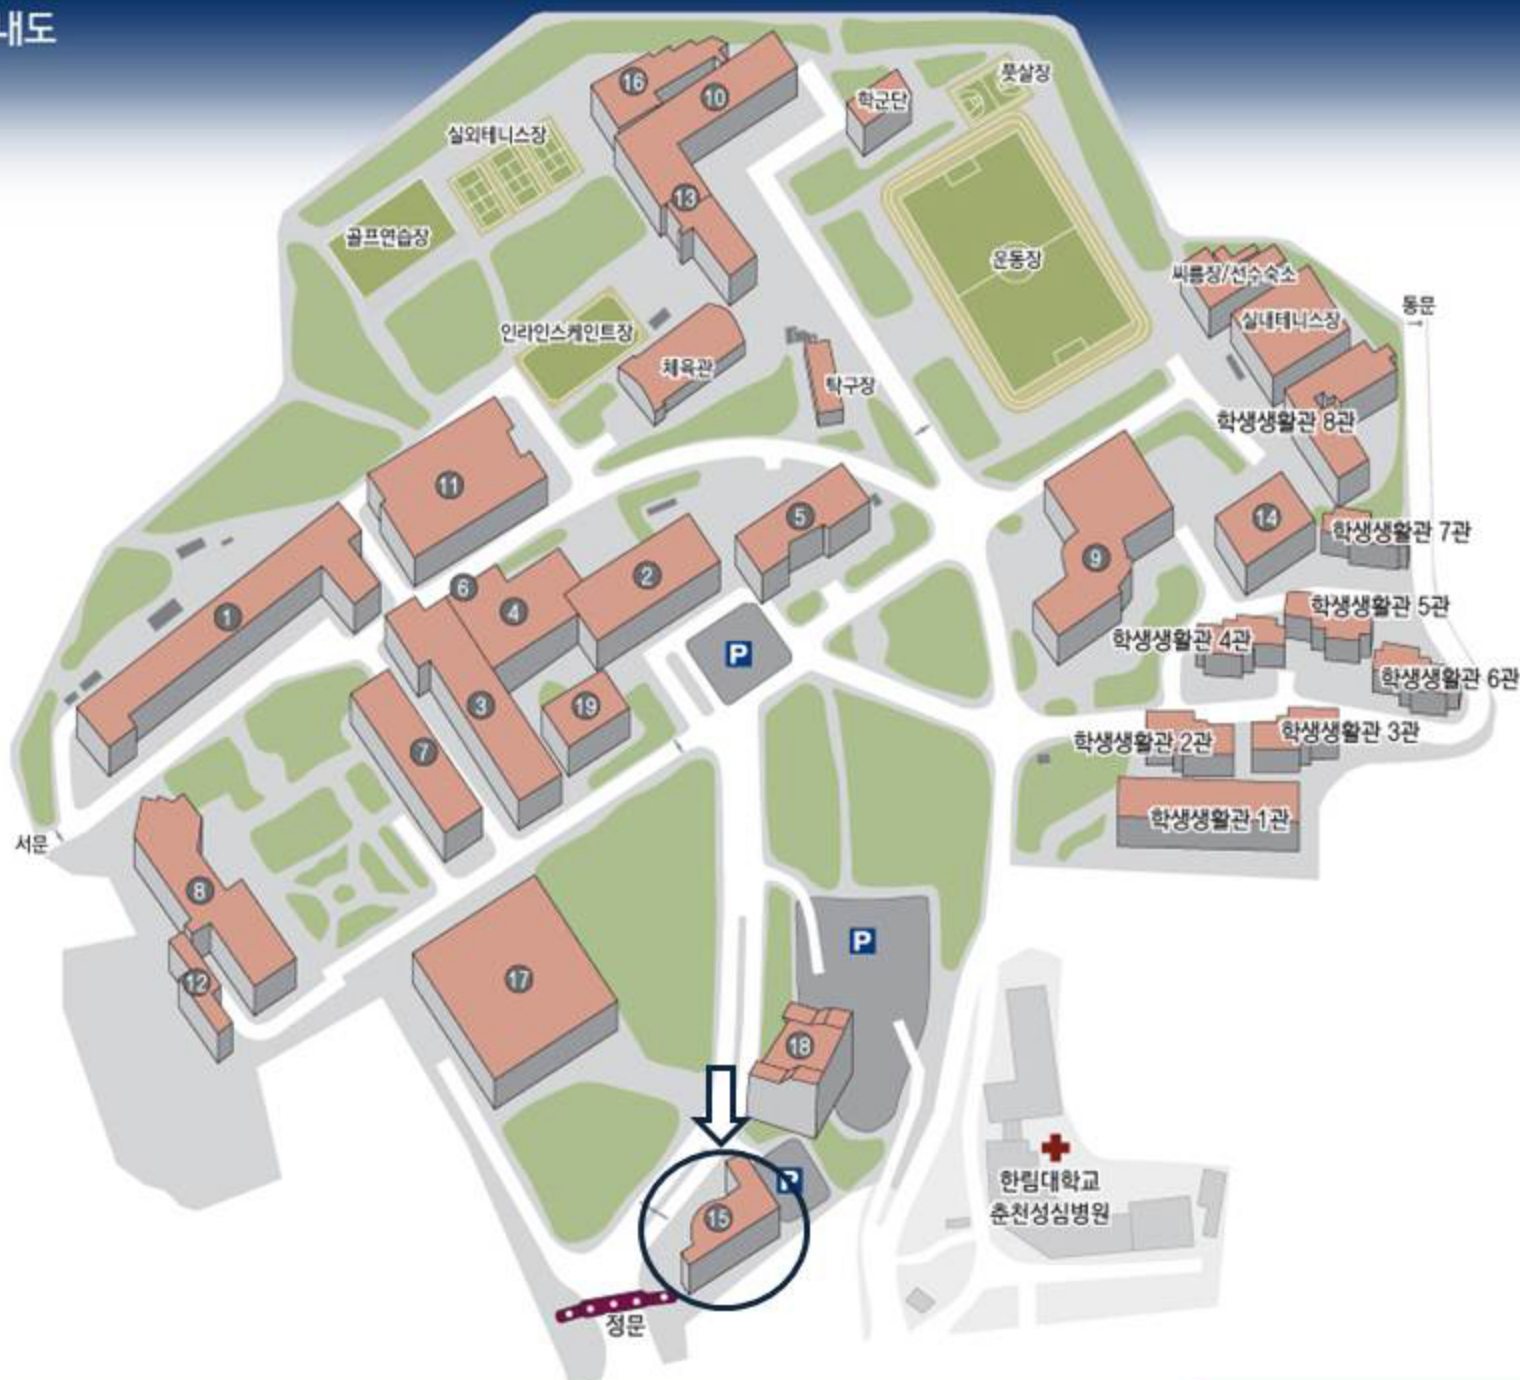 내도
16
10
학군단
풋살장
실외테니스장
13
골프연습장
운동장
씨름장/선수숙소
동문
실내테니스장
인라인스케인트장
체육관
탁구장
학생생활관 8관
11
5
14
학생생활관 7관
9
2
6
4
1
학생생활관 5관
학생생활관 4관
P
학생생활관 6관
3
19
학생생활관 3관
학생생활관 2관
7
학생생활관 1관
서문
8
P
12
17
18
한림대학교
춘천성심병원
P
15
정문